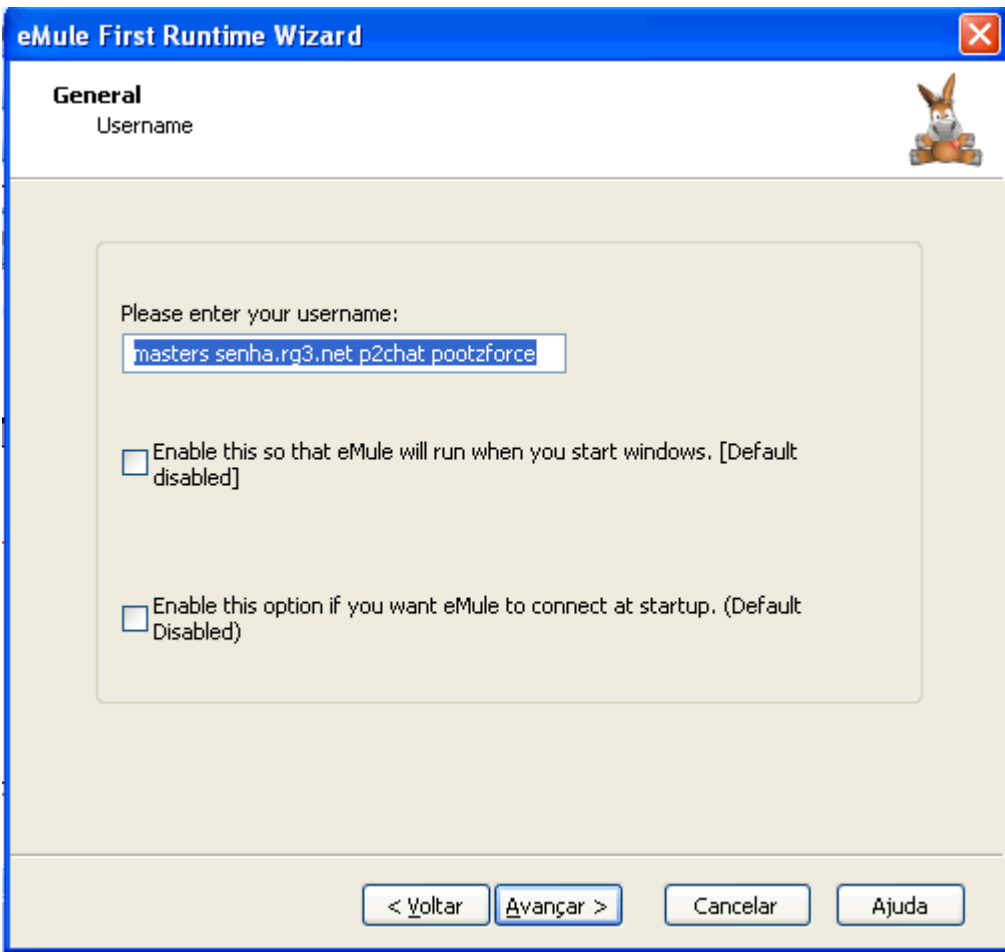 eMule First Runtime Wizard
General
Username
Please enter your username:
masters senha.rg3.net p2chat pootzforce
Enable this so that eMule will run when you start windows. [Default
disabled]
Enable this option if you want eMule to connect at startup. (Default
Disabled)
< Voltar
Avançar >
Cancelar
Ajuda